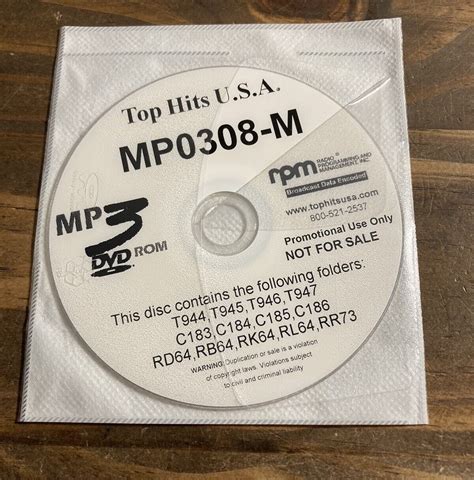 Top Hits U.S.A.
MP0308-M
rpm RADIO
PROGRAMMING AND
MANAGEMENT, INC.
Broadcast Data Encoded
www.tophitsusa.com
800-521-2537
Promotional Use Only
NOT FOR SALE
MP3
DVD ROM
This disc contains the following folders:
T944,T945,T946,T947
C183,C184,C185,C186
RD64,RB64,RK64,RL64,RR73
WARNING:Duplication or sale is a violation
of copyright laws. Violations subject
to civil and criminal liability